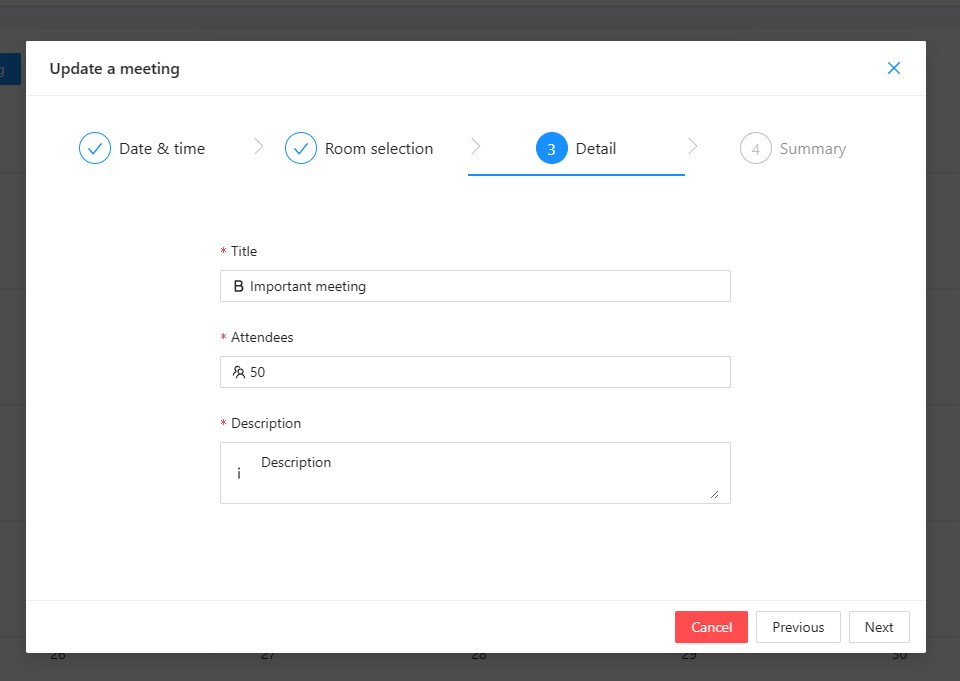 g
Update a meeting
Date & time
Room selection
3 Detail
4 Summary
* Title
B Important meeting
* Attendees
50
* Description
i Description
Cancel Previous Next
26 27 28 29 30